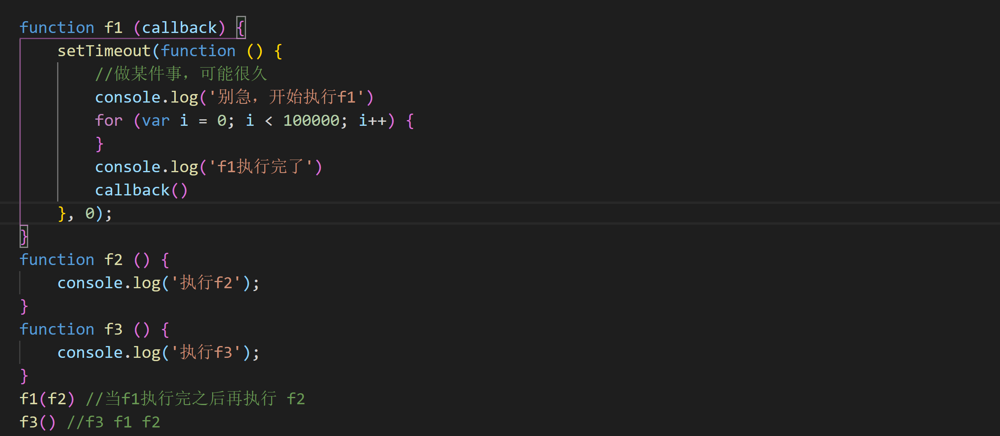 function f1 (callback) {
    setTimeout(function () {
        //做某件事，可能很久
        console.log('别急，开始执行f1')
        for (var i = 0; i < 100000; i++) {
        }
        console.log('f1执行完了')
        callback()
    }, 0);
}
function f2 () {
    console.log('执行f2');
}
function f3 () {
    console.log('执行f3');
}
f1(f2) //当f1执行完之后再执行 f2
f3() //f3 f1 f2